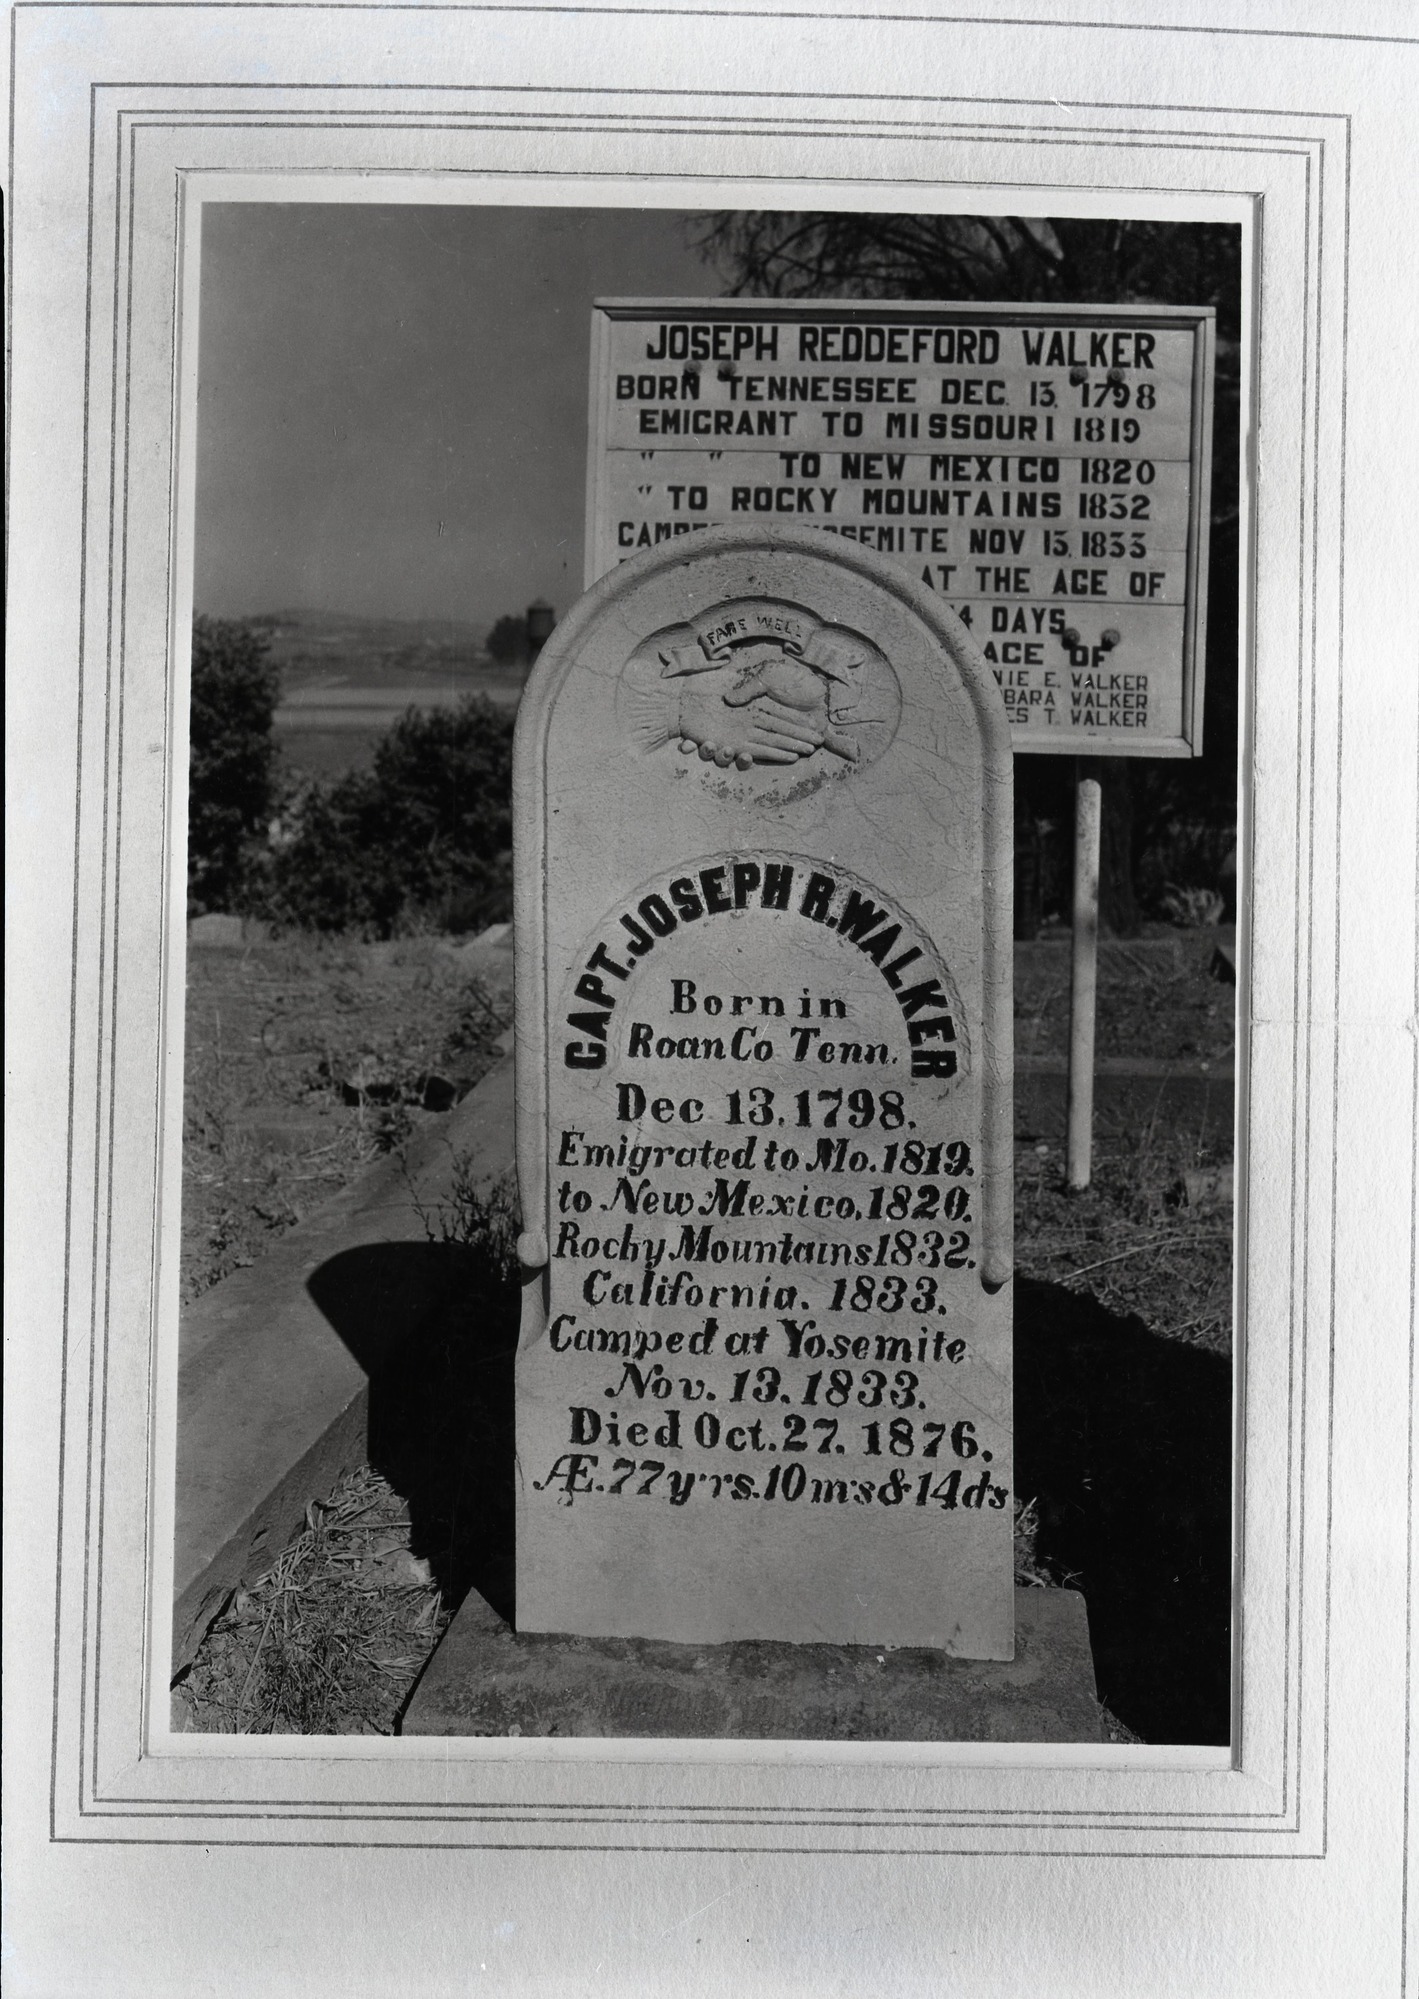 JOSEPH REDDEFORD WALKER
BORN TENNESSEE DEC. 13. 1798
EMIGRANT TO MISSOURI 1819
" " TO NEW MEXICO 1820
" TO ROCKY MOUNTAINS 1832
NOV 13, 1833
AT THE AGE OF
DAYS
OF
E. WALKER
WALKER
T. WALKER
FARE WELL
CAPT. JOSEPH R. WALKER
Born in
Roan Co Tenn.
Dec 13. 1798.
Emigrated to Mo. 1819.
to New Mexico. 1820.
Rocky Mountains 1832.
California. 1833.
Camped at Yosemite
Nov. 13. 1833.
Died Oct. 27. 1876.
Æ. 77 y'rs. 10 m's & 14 d's